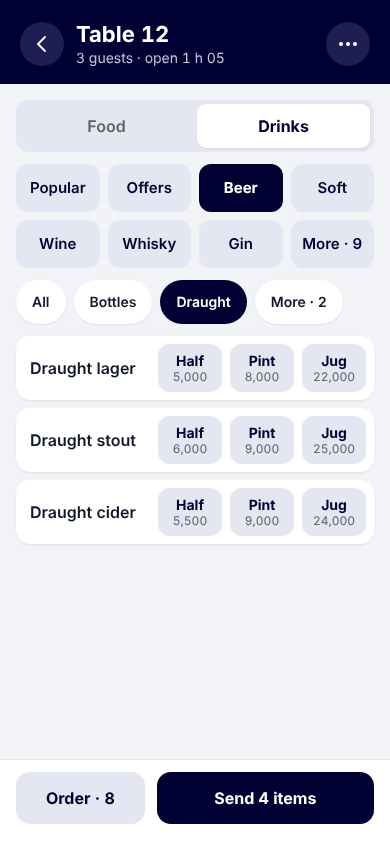 Table 12
3 guests · open 1 h 05
Food
Drinks
Popular
Offers
Beer
Soft
Wine
Whisky
Gin
More · 9
All
Bottles
Draught
More · 2
Draught lager
Half
5,000
Pint
8,000
Jug
22,000
Draught stout
Half
6,000
Pint
9,000
Jug
25,000
Draught cider
Half
5,500
Pint
9,000
Jug
24,000
Order · 8
Send 4 items